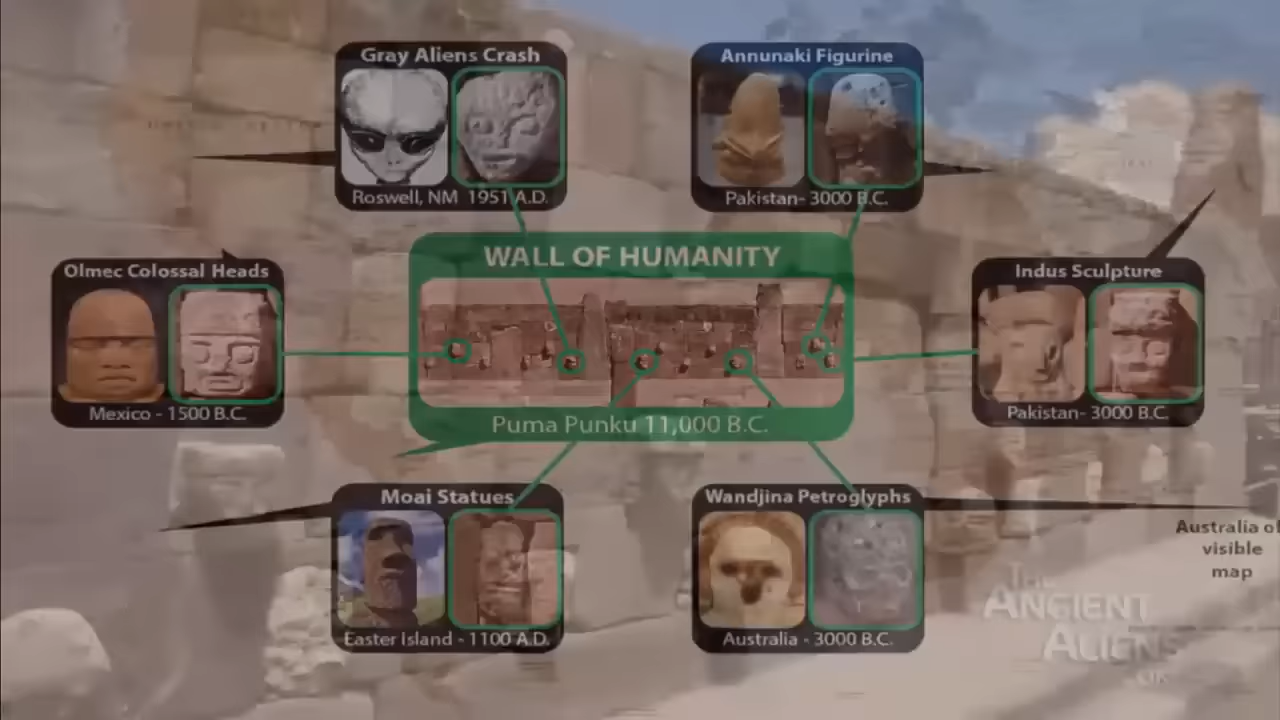 Gray Aliens Crash
Roswell, NM 1951 A.D.
Annunaki Figurine
Pakistan- 3000 B.C.
Olmec Colossal Heads
Mexico - 1500 B.C.
WALL OF HUMANITY
Puma Punku 11,000 B.C.
Indus Sculpture
Pakistan- 3000 B.C.
Moai Statues
Easter Island - 1100 A.D.
Wandjina Petroglyphs
Australia - 3000 B.C.
Australia
visible
map
THE
ANCIENT
ALIENS